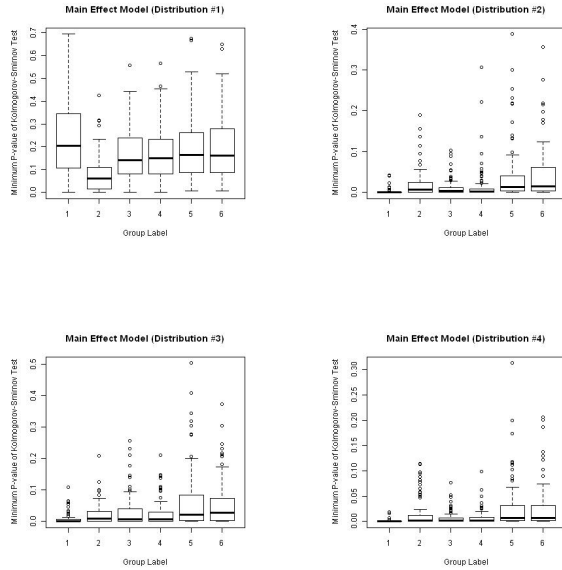 Main Effect Model (Distribution #1)
Minimum P-value of Kolmogorov-Smirnov Test
0.0 0.1 0.2 0.3 0.4 0.5 0.6 0.7
1 2 3 4 5 6
Group Label
Main Effect Model (Distribution #2)
Minimum P-value of Kolmogorov-Smirnov Test
0.0 0.1 0.2 0.3 0.4
1 2 3 4 5 6
Group Label
Main Effect Model (Distribution #3)
Minimum P-value of Kolmogorov-Smirnov Test
0.0 0.1 0.2 0.3 0.4 0.5
1 2 3 4 5 6
Group Label
Main Effect Model (Distribution #4)
Minimum P-value of Kolmogorov-Smirnov Test
0.00 0.05 0.10 0.15 0.20 0.25 0.30
1 2 3 4 5 6
Group Label